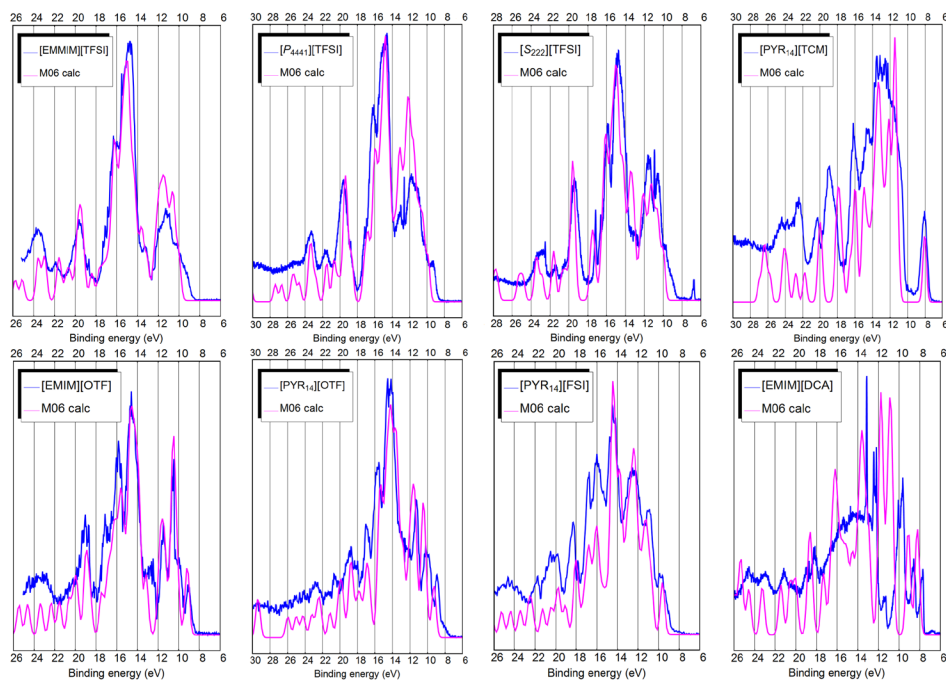 [EMMIM][TFSI]
M06 calc
26 24 22 20 18 16 14 12 10 8 6
Binding energy (eV)
[P4441][TFSI]
M06 calc
30 28 26 24 22 20 18 16 14 12 10 8 6
Binding energy (eV)
[S222][TFSI]
M06 calc
28 26 24 22 20 18 16 14 12 10 8 6
Binding energy (eV)
[PYR14][TCM]
M06 calc
30 28 26 24 22 20 18 16 14 12 10 8 6
Binding energy (eV)
[EMIM][OTF]
M06 calc
26 24 22 20 18 16 14 12 10 8 6
Binding energy (eV)
[PYR14][OTF]
M06 calc
30 28 26 24 22 20 18 16 14 12 10 8 6
Binding energy (eV)
[PYR14][FSI]
M06 calc
26 24 22 20 18 16 14 12 10 8 6
Binding energy (eV)
[EMIM][DCA]
M06 calc
26 24 22 20 18 16 14 12 10 8 6
Binding energy (eV)